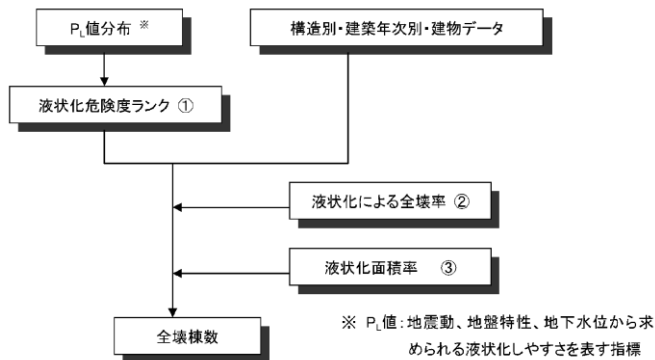 PL値分布 ※
構造別・建築年次別・建物データ
液状化危険度ランク ①
液状化による全壊率 ②
液状化面積率 ③
全壊棟数
※ PL値：地震動、地盤特性、地下水位から求
められる液状化しやすさを表す指標